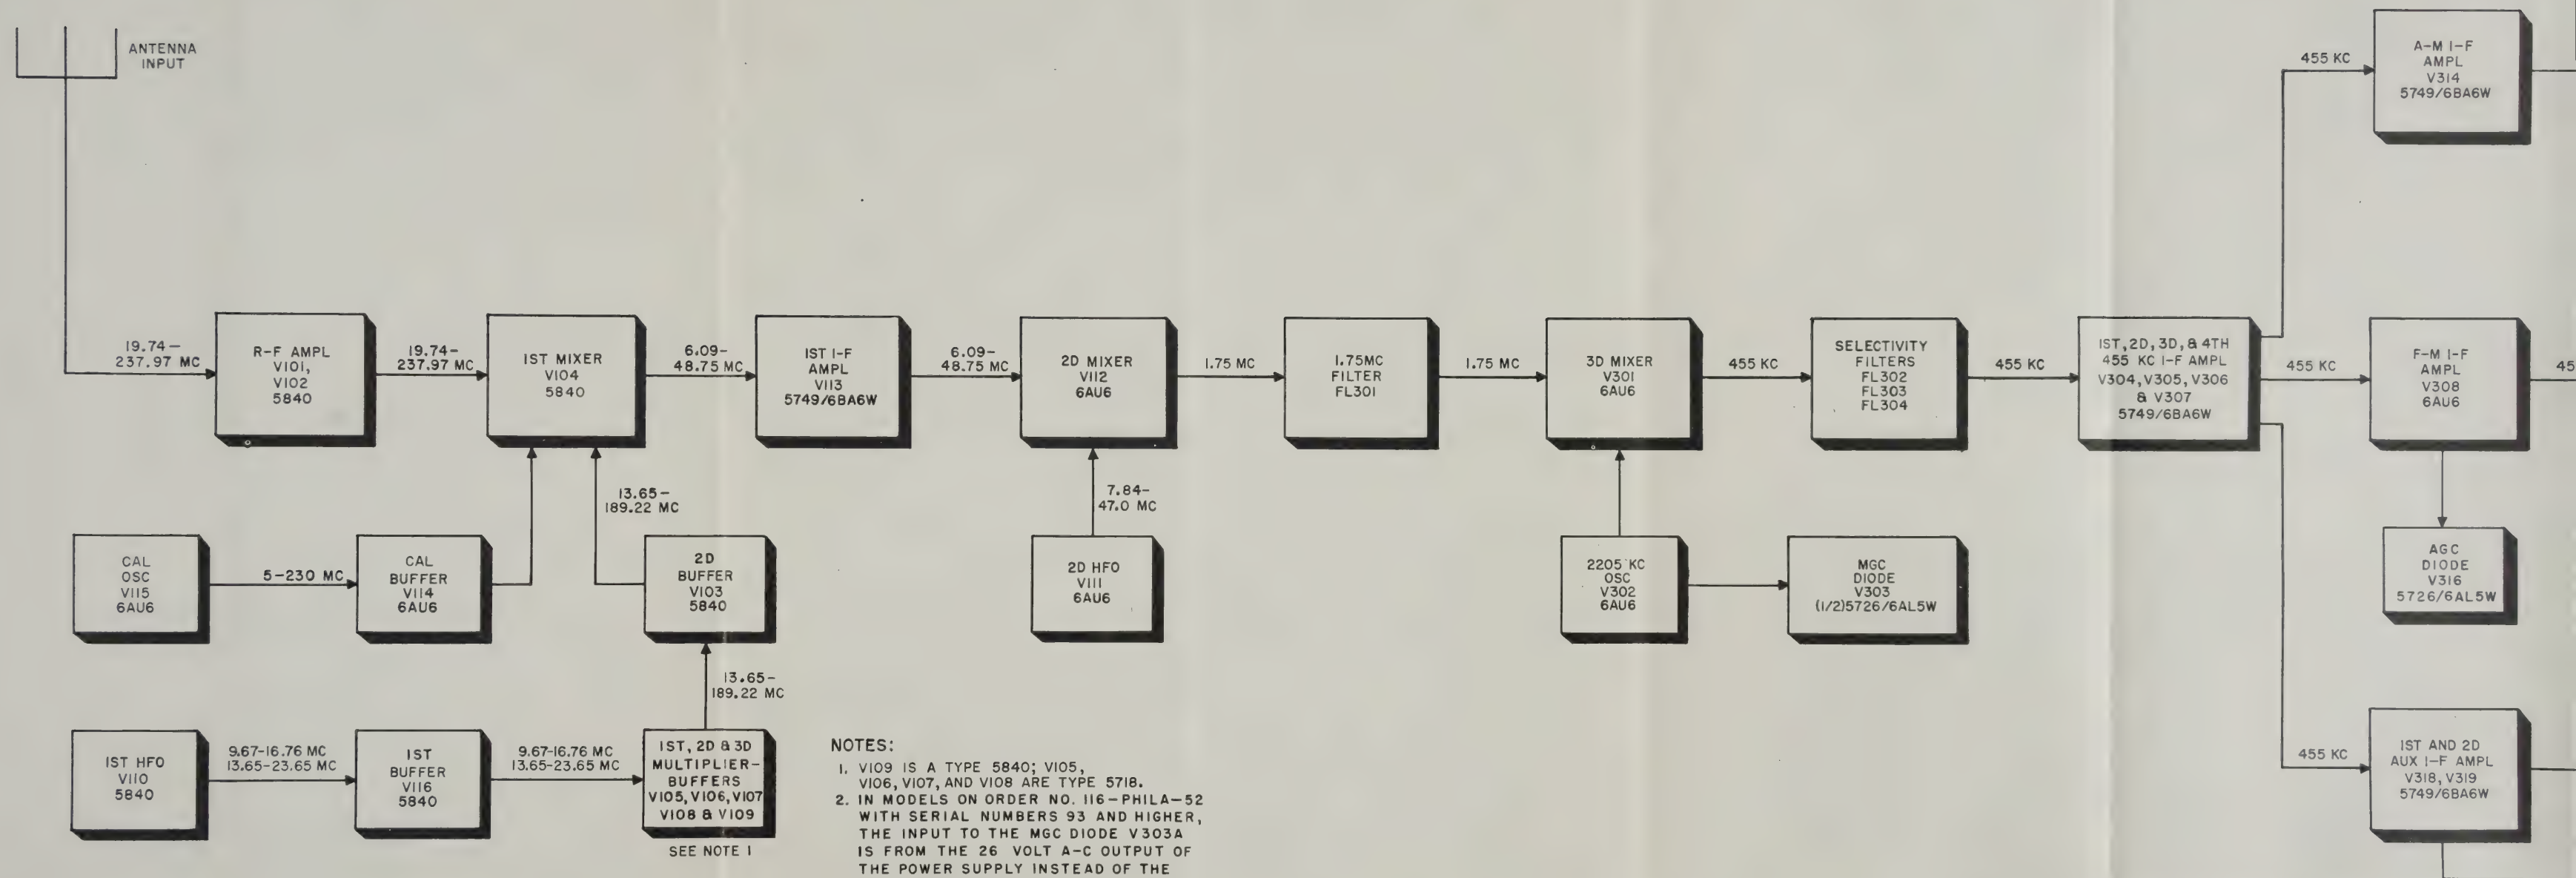 ANTENNA
INPUT
19.74–
237.97 MC
R-F AMPL
V101,
V102
5840
19.74–
237.97 MC
1ST MIXER
V104
5840
6.09–
48.75 MC
1ST I-F
AMPL
V113
5749/6BA6W
6.09–
48.75 MC
2D MIXER
V112
6AU6
1.75 MC
1.75MC
FILTER
FL301
1.75 MC
3D MIXER
V301
6AU6
455 KC
SELECTIVITY
FILTERS
FL302
FL303
FL304
455 KC
1ST, 2D, 3D, & 4TH
455 KC I-F AMPL
V304, V305, V306
& V307
5749/6BA6W
455 KC
A-M I-F
AMPL
V314
5749/6BA6W
455 KC
F-M I-F
AMPL
V308
6AU6
45
AGC
DIODE
V316
5726/6AL5W
455 KC
1ST AND 2D
AUX I-F AMPL
V318, V319
5749/6BA6W
CAL
OSC
V115
6AU6
5-230 MC
CAL
BUFFER
V114
6AU6
13.65–
189.22 MC
2D
BUFFER
V103
5840
7.84–
47.0 MC
2D HFO
V111
6AU6
2205 KC
OSC
V302
6AU6
MGC
DIODE
V303
(1/2)5726/6AL5W
13.65–
189.22 MC
1ST HFO
V110
5840
9.67-16.76 MC
13.65-23.65 MC
1ST
BUFFER
V116
5840
9.67-16.76 MC
13.65-23.65 MC
1ST, 2D & 3D
MULTIPLIER–
BUFFERS
V105, V106, V107
V108 & V109
SEE NOTE 1
NOTES:
1. V109 IS A TYPE 5840; V105,
V106, V107, AND V108 ARE TYPE 5718.
2. IN MODELS ON ORDER NO. 116-PHILA-52
WITH SERIAL NUMBERS 93 AND HIGHER,
THE INPUT TO THE MGC DIODE V303A
IS FROM THE 26 VOLT A-C OUTPUT OF
THE POWER SUPPLY INSTEAD OF THE